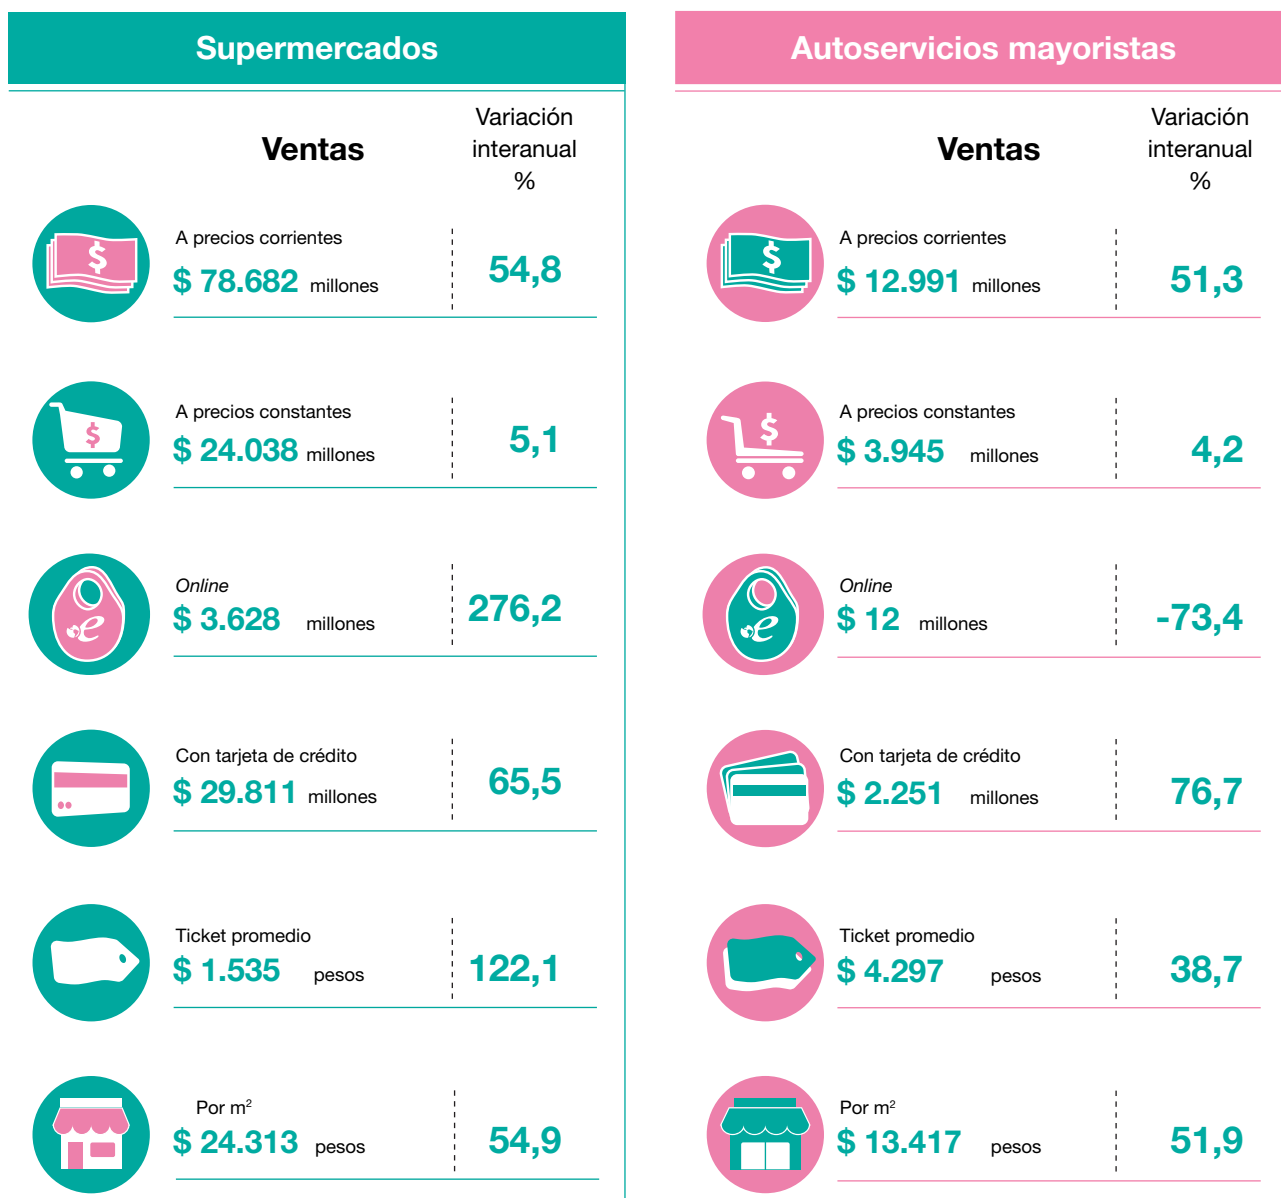 Supermercados
Ventas
Variación
interanual
%
A precios corrientes
$ 78.682 millones
54,8
A precios constantes
$ 24.038 millones
5,1
Online
$ 3.628 millones
276,2
Con tarjeta de crédito
$ 29.811 millones
65,5
Ticket promedio
$ 1.535 pesos
122,1
Por m²
$ 24.313 pesos
54,9
Autoservicios mayoristas
Ventas
Variación
interanual
%
A precios corrientes
$ 12.991 millones
51,3
A precios constantes
$ 3.945 millones
4,2
Online
$ 12 millones
-73,4
Con tarjeta de crédito
$ 2.251 millones
76,7
Ticket promedio
$ 4.297 pesos
38,7
Por m²
$ 13.417 pesos
51,9